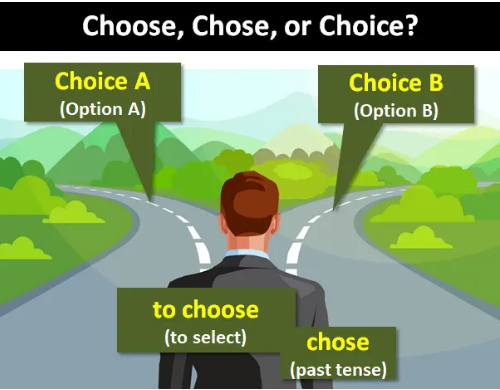 Choose, Chose, or Choice?
Choice A
(Option A)
Choice B
(Option B)
to choose
(to select)
chose
(past tense)